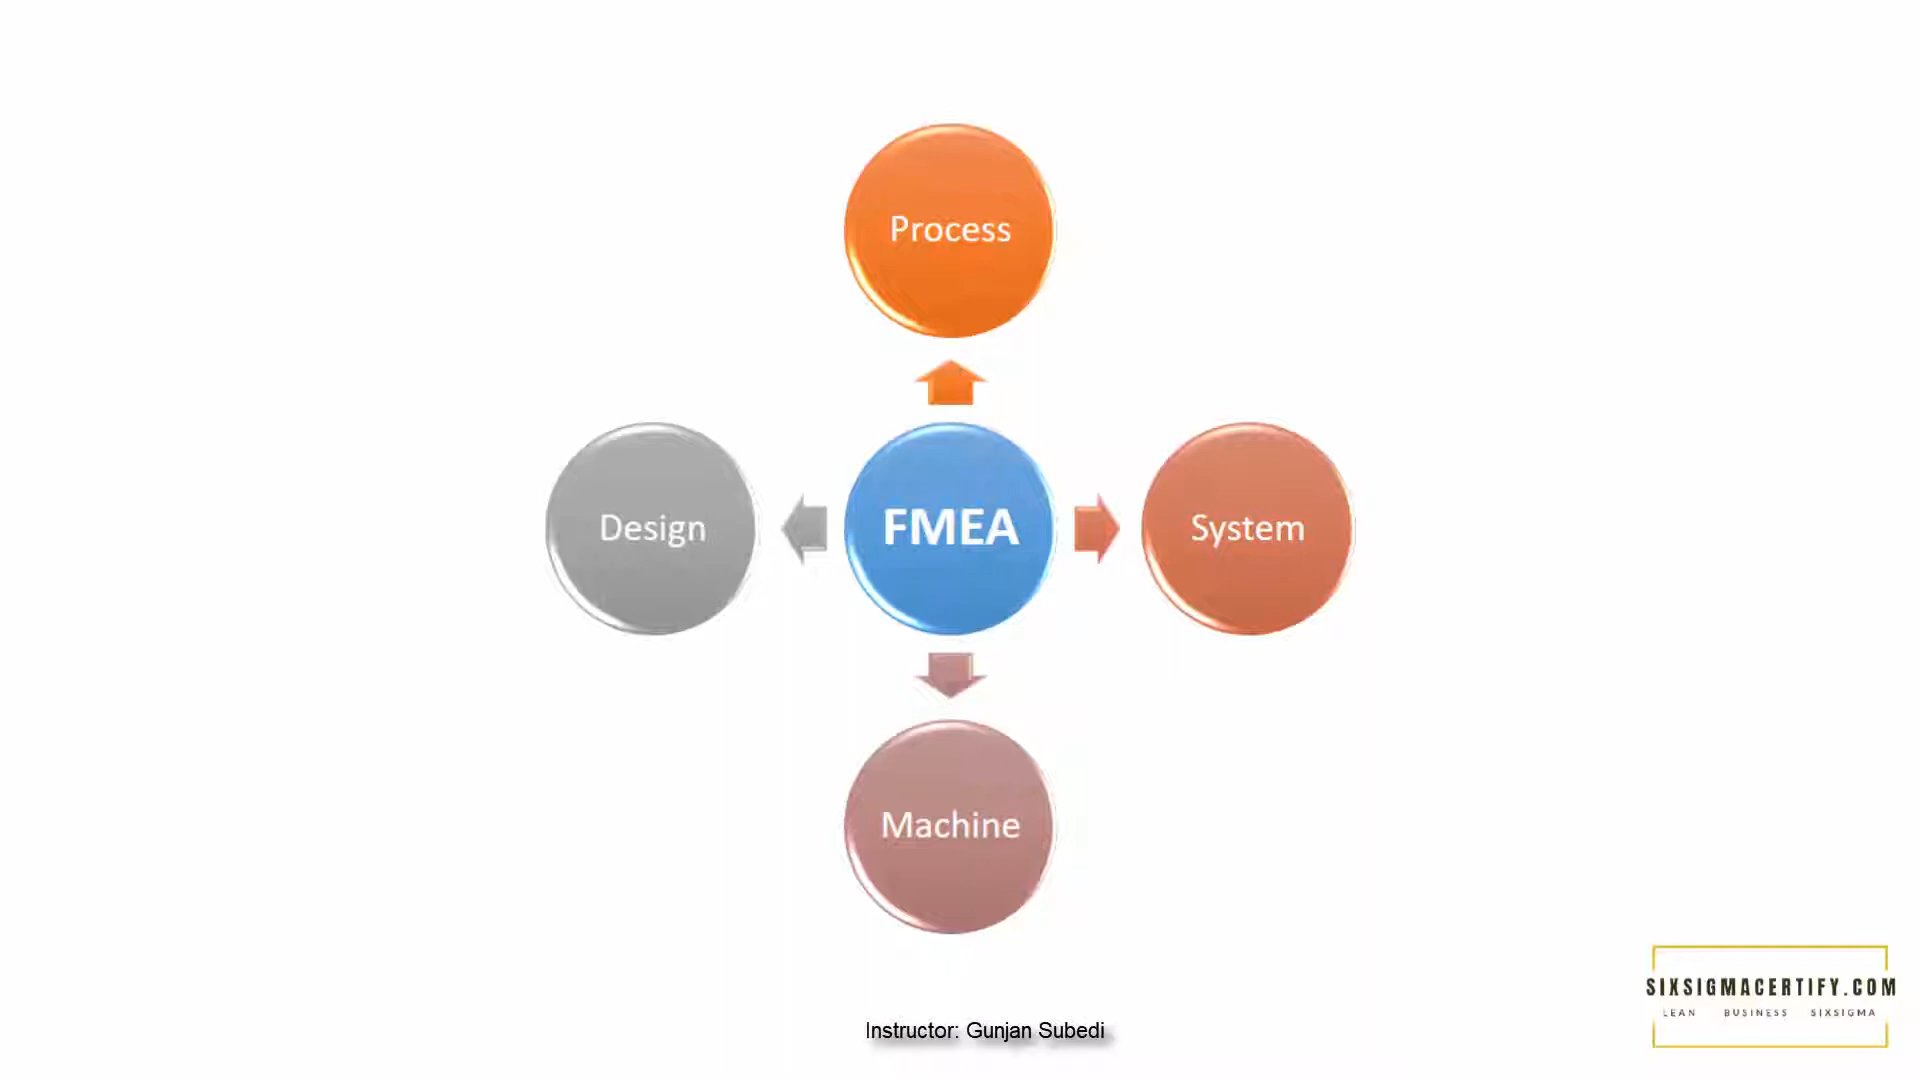 Process
Design
FMEA
System
Machine
SIXSIGMACERTIFY.COM
LEAN BUSINESS SIXSIGMA
Instructor: Gunjan Subedi